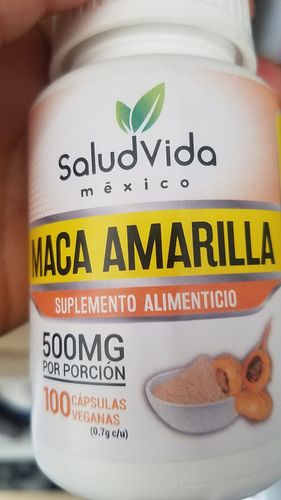 SaludVida
méxico
MACA AMARILLA
SUPLEMENTO ALIMENTICIO
500MG
POR PORCIÓN
100 CÁPSULAS
VEGANAS
(0.7g c/u)